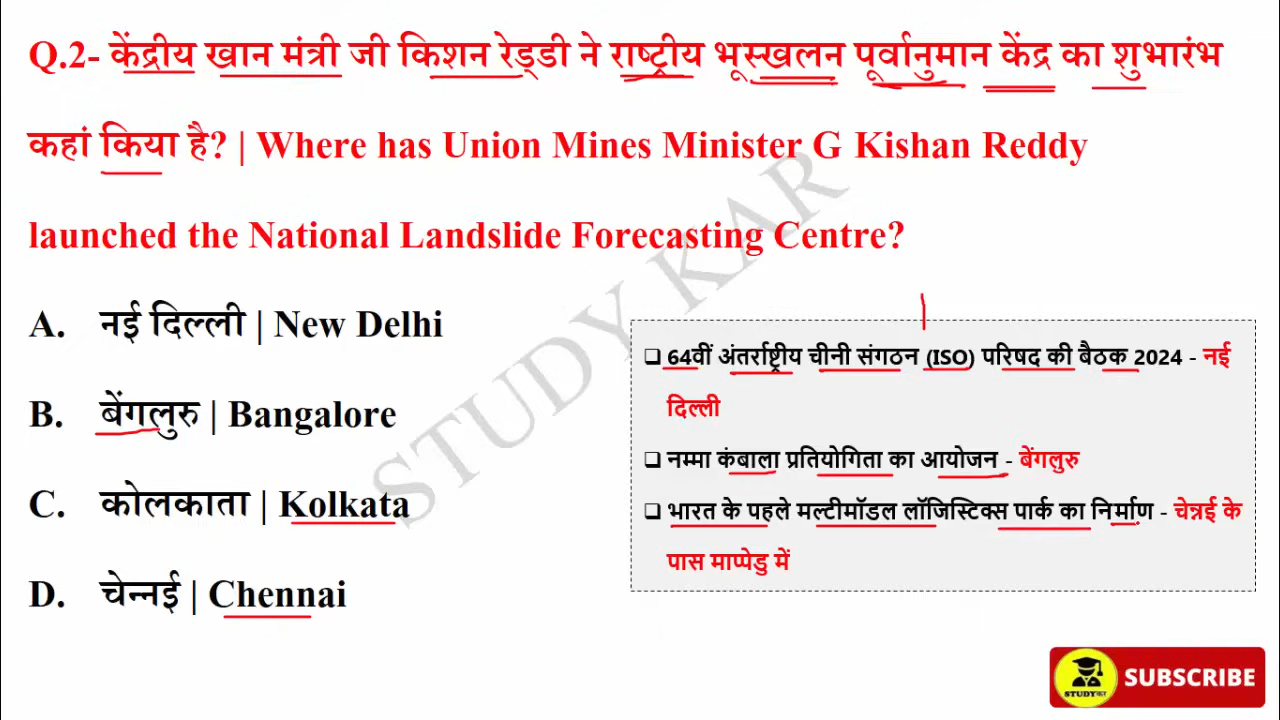 Q.2- केंद्रीय खान मंत्री जी किशन रेड्डी ने राष्ट्रीय भूस्खलन पूर्वानुमान केंद्र का शुभारंभ
कहां किया है? | Where has Union Mines Minister G Kishan Reddy
launched the National Landslide Forecasting Centre?
A. नई दिल्ली | New Delhi
B. बेंगलुरु | Bangalore
C. कोलकाता | Kolkata
D. चेन्नई | Chennai
64वीं अंतर्राष्ट्रीय चीनी संगठन (ISO) परिषद की बैठक 2024 - नई
दिल्ली
नम्मा कंबाला प्रतियोगिता का आयोजन - बेंगलुरु
भारत के पहले मल्टीमॉडल लॉजिस्टिक्स पार्क का निर्माण - चेन्नई के
पास माप्पेडु में
STUDY KAR
STUDYकर
SUBSCRIBE